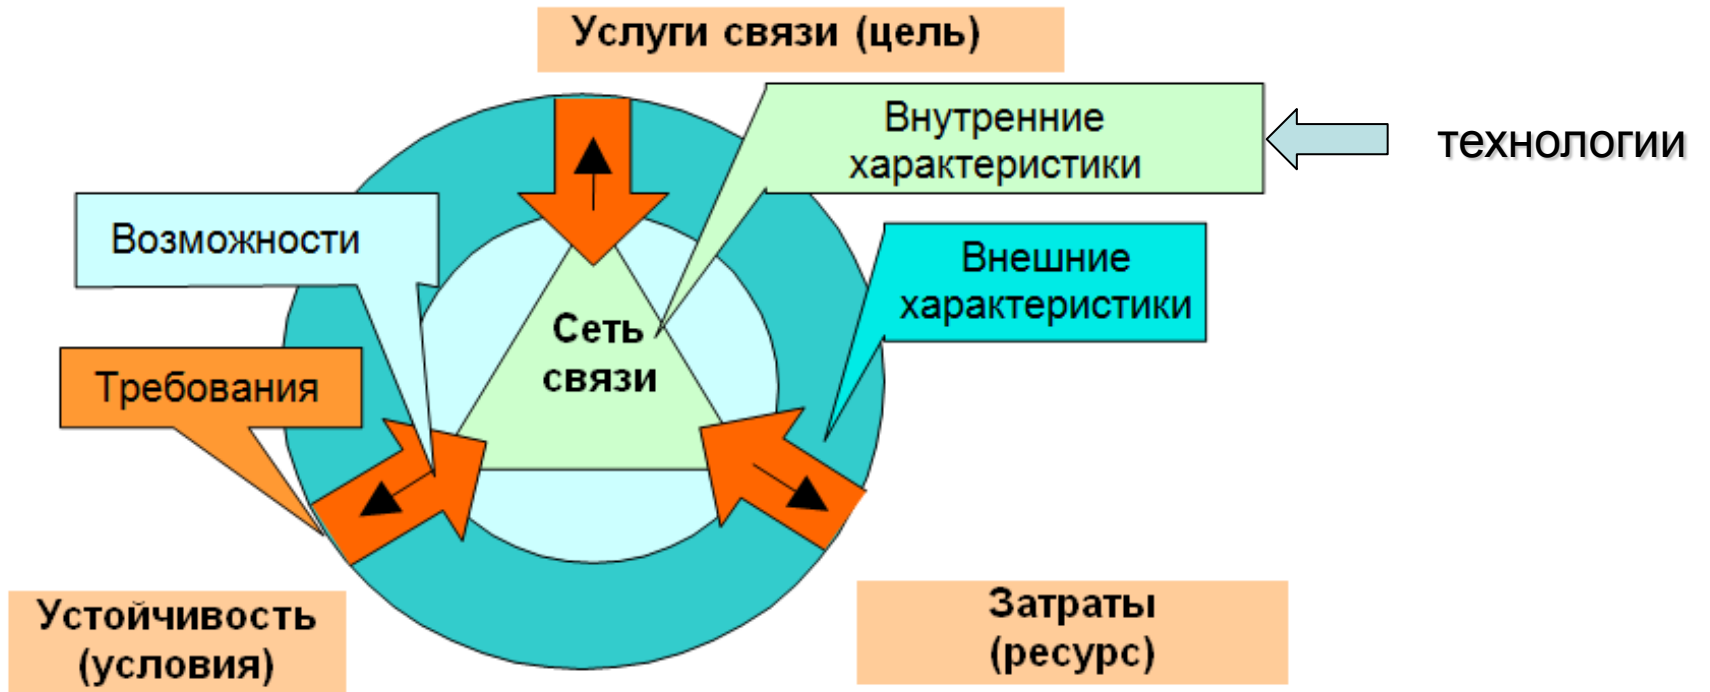 Услуги связи (цель)
Внутренние
характеристики
технологии
Возможности
Внешние
характеристики
Сеть
связи
Требования
Устойчивость
(условия)
Затраты
(ресурс)